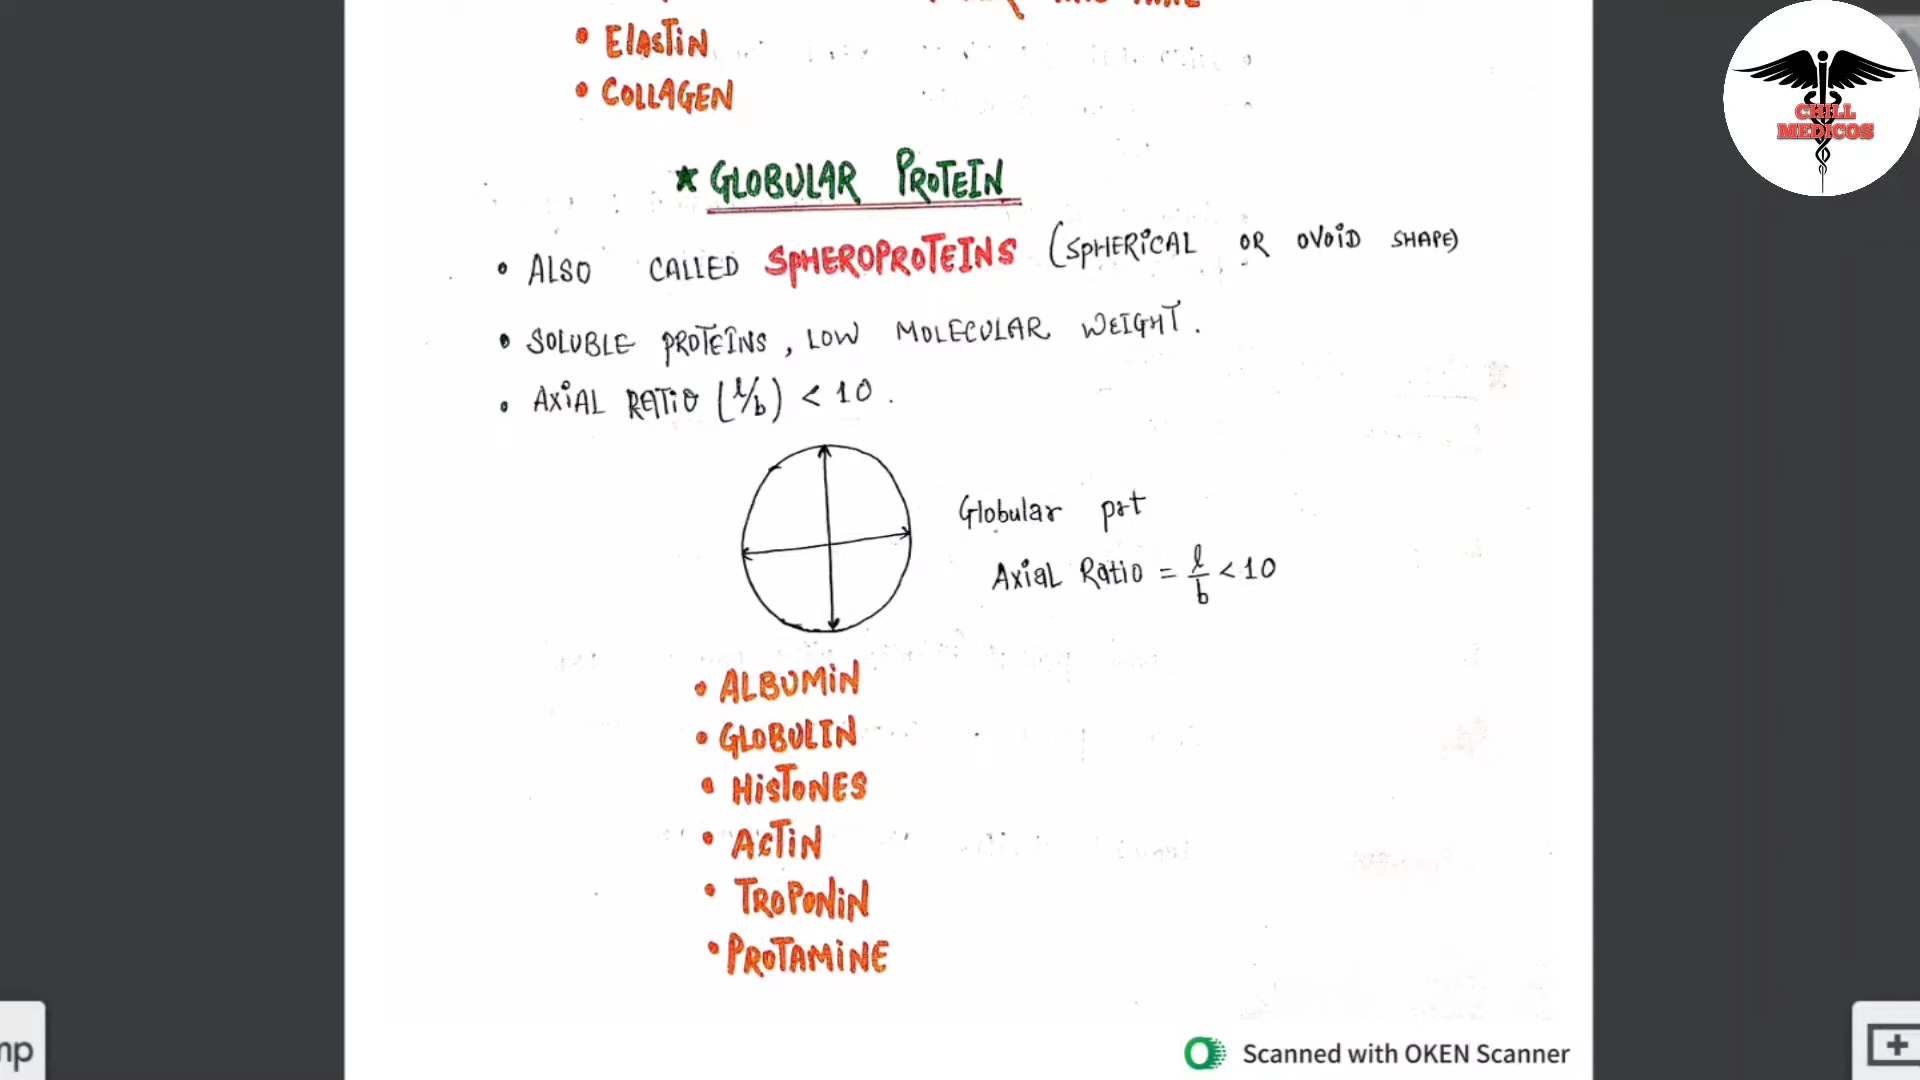 • ELASTIN
• COLLAGEN
CHILL
MEDICOS
★ GLOBULAR PROTEIN
• ALSO CALLED SPHEROPROTEINS (SPHERICAL OR OVOID SHAPE)
• SOLUBLE PROTEINS, LOW MOLECULAR WEIGHT.
• AXIAL RATIO (l/b) < 10.
Globular prt
Axial Ratio = l/b < 10
• ALBUMIN
• GLOBULIN
• HISTONES
• ACTIN
• TROPONIN
• PROTAMINE
Scanned with OKEN Scanner
mp